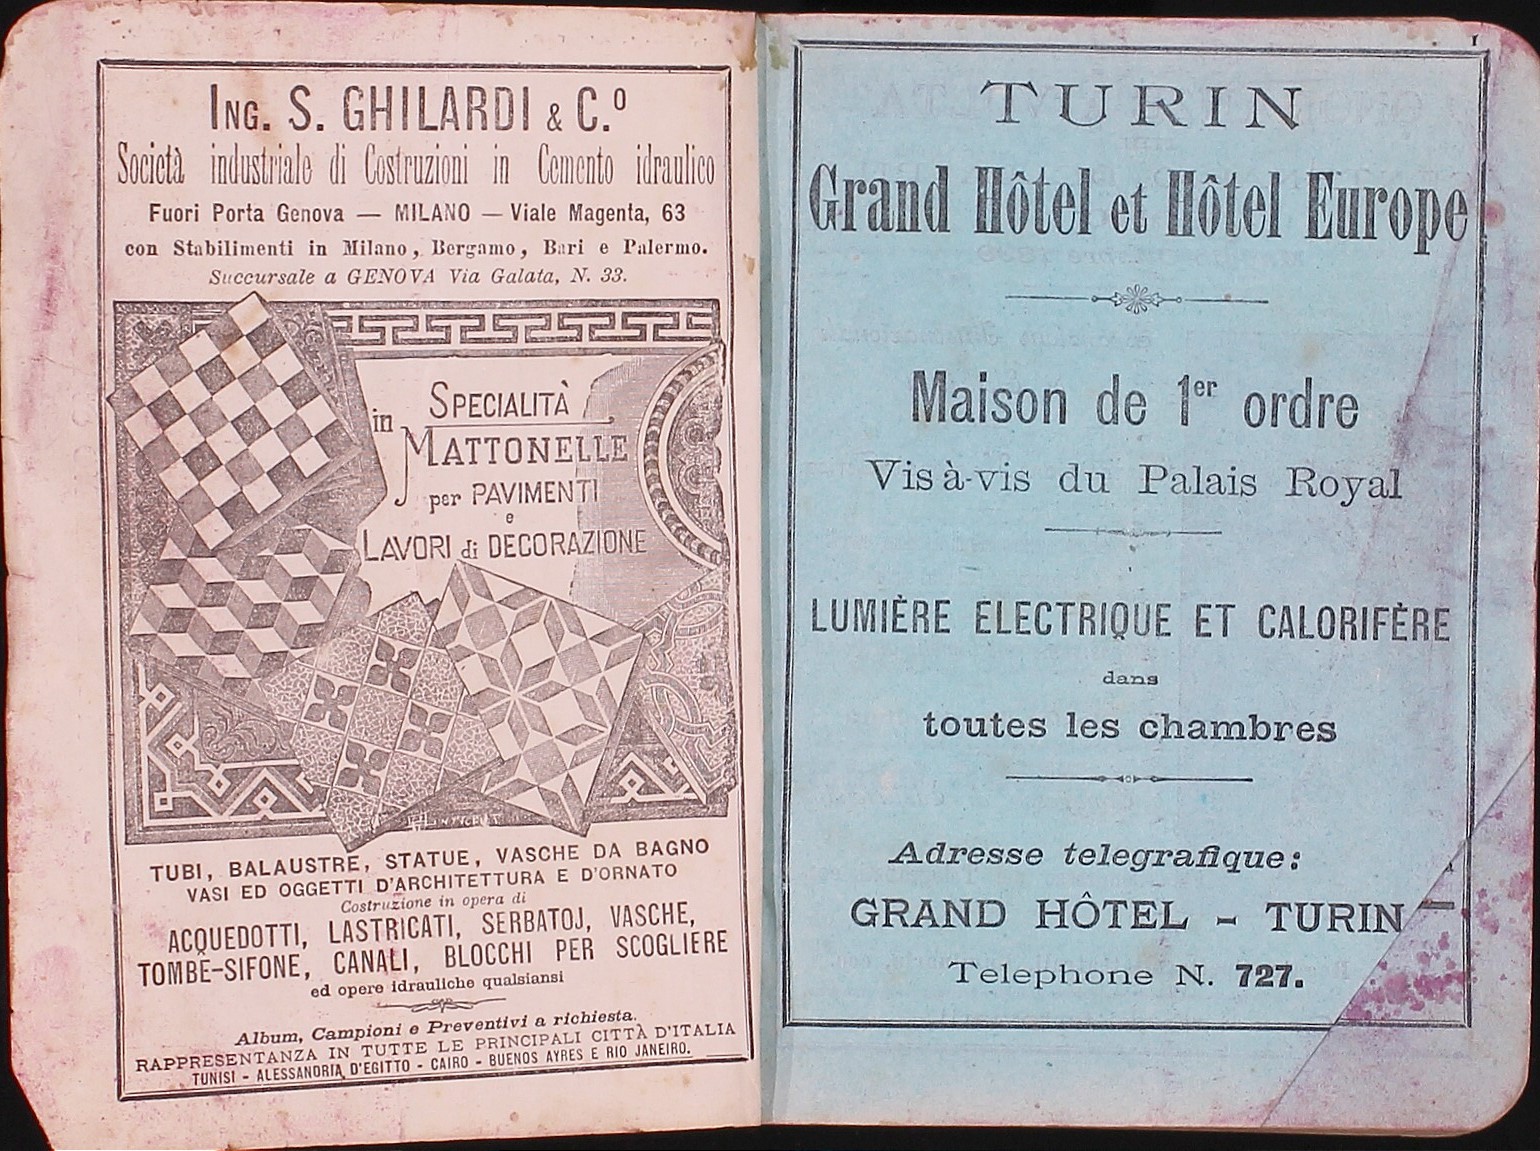 ING. S. GHILARDI & C.º
Società industriale di Costruzioni in Cemento idraulico
Fuori Porta Genova — MILANO — Viale Magenta, 63
con Stabilimenti in Milano, Bergamo, Bari e Palermo.
Succursale a GENOVA Via Galata, N. 33.
SPECIALITÀ
in MATTONELLE
per PAVIMENTI
e
LAVORI di DECORAZIONE
TUBI, BALAUSTRE, STATUE, VASCHE DA BAGNO
VASI ED OGGETTI D'ARCHITETTURA E D'ORNATO
Costruzione in opera di
ACQUEDOTTI, LASTRICATI, SERBATOJ, VASCHE,
TOMBE-SIFONE, CANALI, BLOCCHI PER SCOGLIERE
ed opere idrauliche qualsiansi
Album, Campioni e Preventivi a richiesta.
RAPPRESENTANZA IN TUTTE LE PRINCIPALI CITTÀ D'ITALIA
TUNISI - ALESSANDRIA D'EGITTO - CAIRO - BUENOS AYRES E RIO JANEIRO.
1
TURIN
Grand Hôtel et Hôtel Europe
Maison de 1er ordre
Vis à-vis du Palais Royal
LUMIÈRE ELECTRIQUE ET CALORIFÈRE
dans
toutes les chambres
Adresse telegrafique:
GRAND HÔTEL - TURIN
Telephone N. 727.